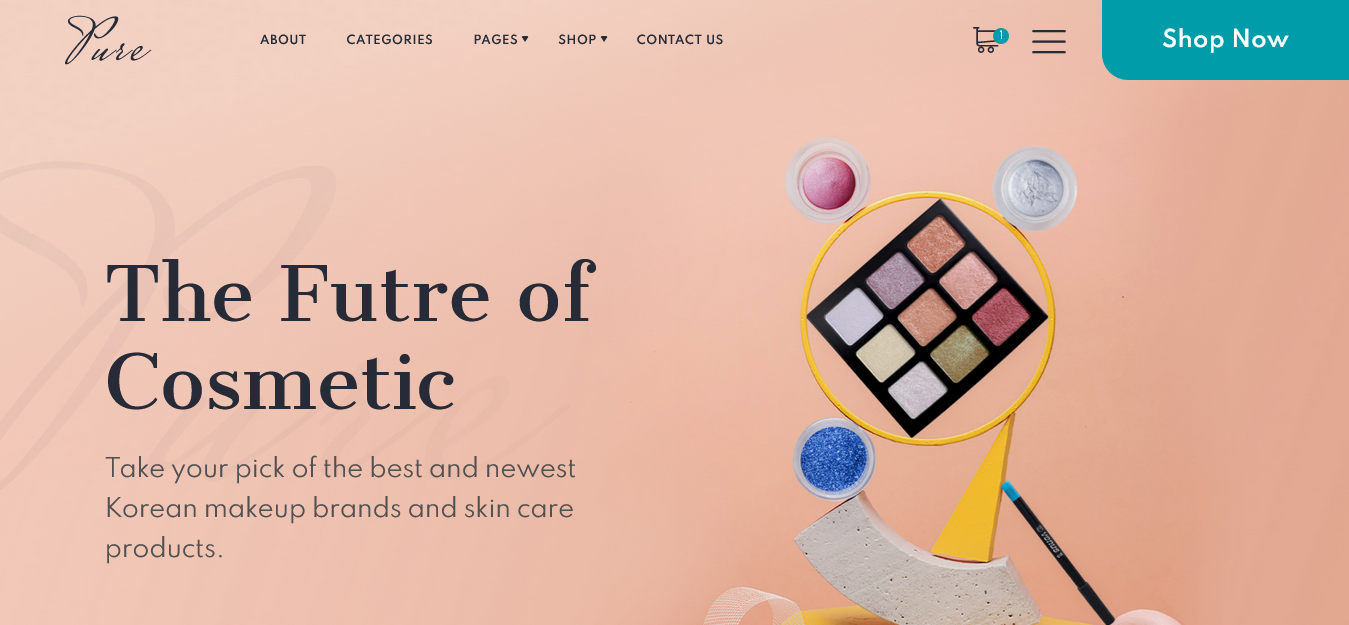 Pure
ABOUT CATEGORIES PAGES SHOP CONTACT US 1 Shop Now
The Futre of
Cosmetic
Take your pick of the best and newest
Korean makeup brands and skin care
products.